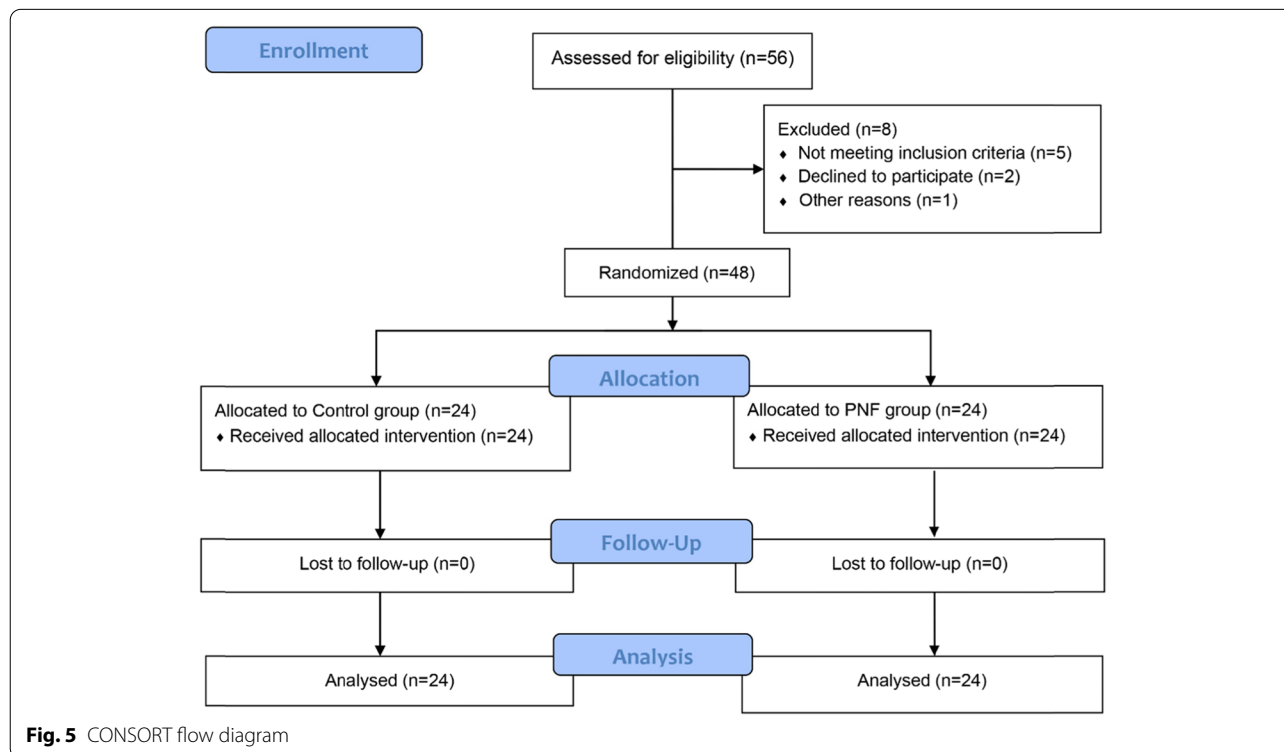 Enrollment
Assessed for eligibility (n=56)
Excluded (n=8)
♦ Not meeting inclusion criteria (n=5)
♦ Declined to participate (n=2)
♦ Other reasons (n=1)
Randomized (n=48)
Allocation
Allocated to Control group (n=24)
♦ Received allocated intervention (n=24)
Allocated to PNF group (n=24)
♦ Received allocated intervention (n=24)
Follow-Up
Lost to follow-up (n=0)
Lost to follow-up (n=0)
Analysis
Analysed (n=24)
Analysed (n=24)
Fig. 5 CONSORT flow diagram